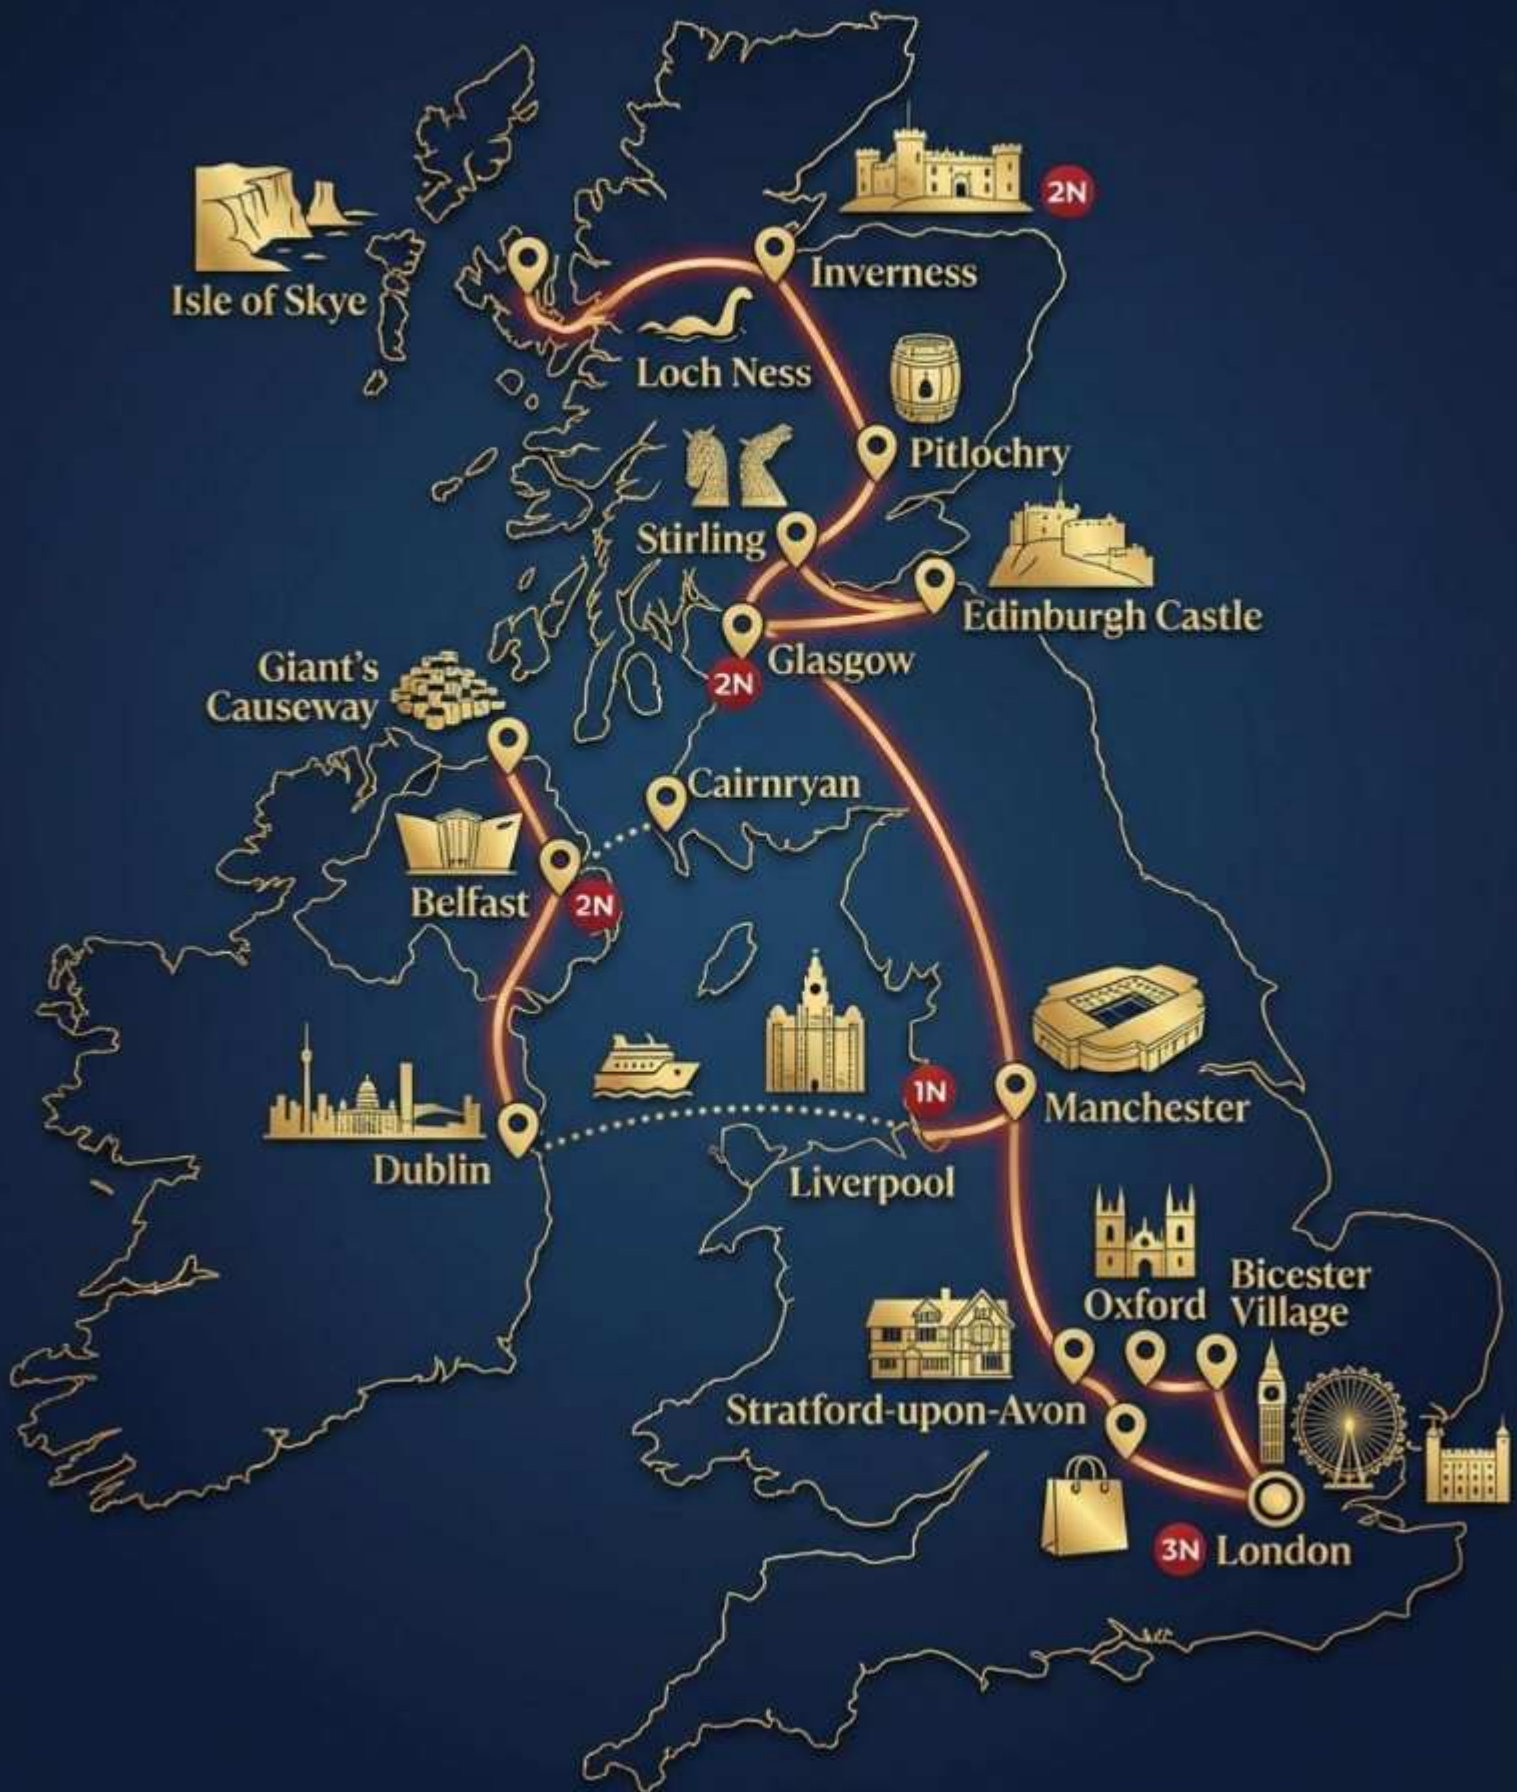 2N
Inverness
Isle of Skye
Loch Ness
Pitlochry
Stirling
Edinburgh Castle
Glasgow
2N
Giant's
Causeway
Cairnryan
Belfast
2N
1N
Manchester
Dublin
Liverpool
Oxford
Bicester
Village
Stratford-upon-Avon
3N
London